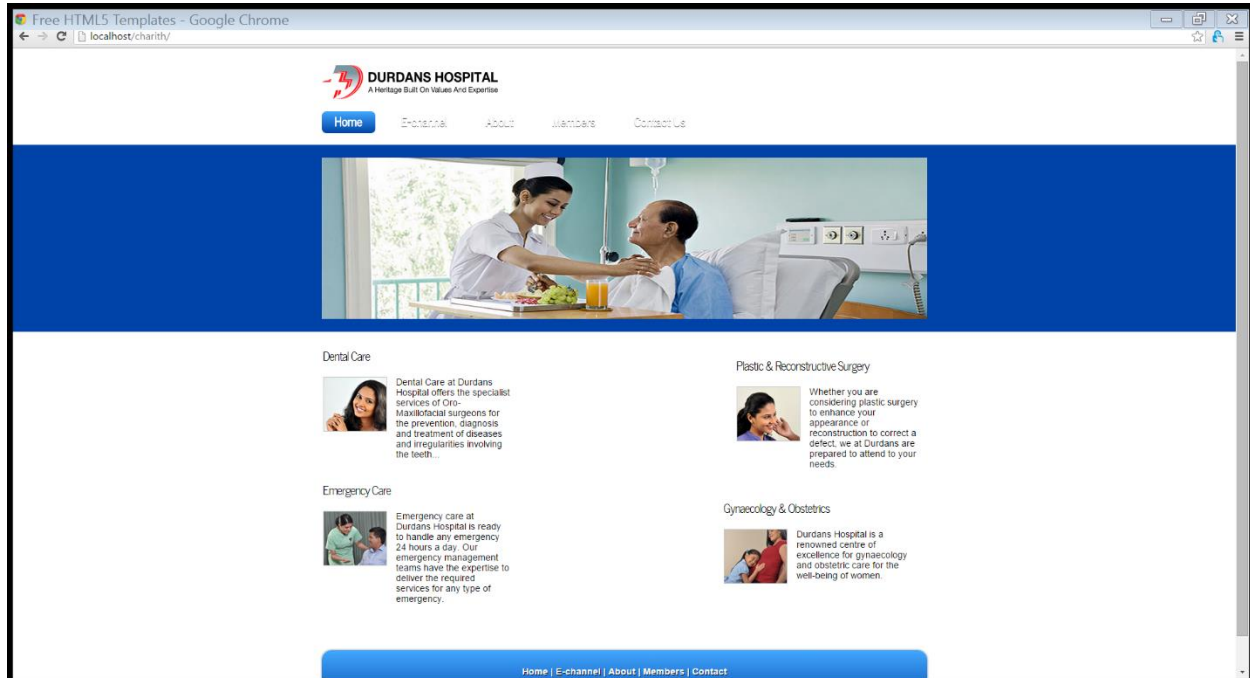 Free HTML5 Templates - Google Chrome
localhost/charith/
DURDANS HOSPITAL
A Heritage Built On Values And Expertise
Home E-channel About Members Contact Us
Dental Care
Dental Care at Durdans
Hospital offers the specialist
services of Oro-
Maxillofacial surgeons for
the prevention, diagnosis
and treatment of diseases
and irregularities involving
the teeth...
Plastic & Reconstructive Surgery
Whether you are
considering plastic surgery
to enhance your
appearance or
reconstruction to correct a
defect, we at Durdans are
prepared to attend to your
needs.
Emergency Care
Emergency care at
Durdans Hospital is ready
to handle any emergency
24 hours a day. Our
emergency management
teams have the expertise to
deliver the required
services for any type of
emergency.
Gynaecology & Obstetrics
Durdans Hospital is a
renowned centre of
excellence for gynaecology
and obstetric care for the
well-being of women.
Home | E-channel | About | Members | Contact